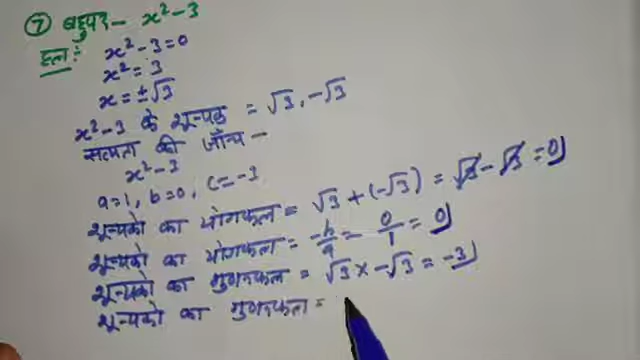 ⑦ बहुपद – x² - 3
हल:- x² - 3 = 0
x² = 3
x = ±√3
x² - 3 के शून्यक = √3, -√3
सत्यता की जाँच –
x² - 3
a = 1, b = 0, c = -3
शून्यको का योगफल = √3 + (-√3) = √3 - √3 = 0
शून्यको का योगफल = -b/a = 0/1 = 0
शून्यको का गुणनफल = √3 × -√3 = -3
शून्यको का गुणनफल =